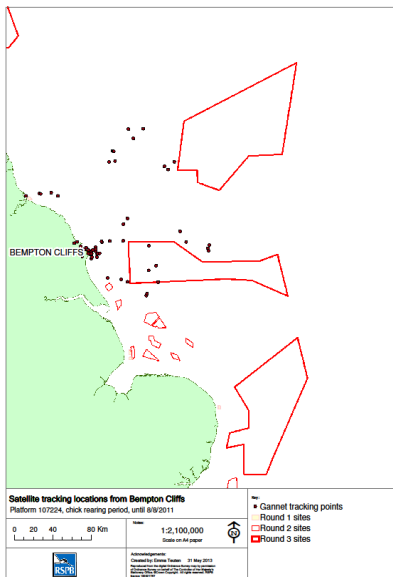 BEMPTON CLIFFS
Satellite tracking locations from Bempton Cliffs
Platform 107224, chick rearing period, until 8/8/2011
0 20 40 80 Km
Notes:
1:2,100,000
Scale on A4 paper
N
Key:
Gannet tracking points
Round 1 sites
Round 2 sites
Round 3 sites
RSPB
Acknowledgements:
Created by: Emma Teuten 31 May 2013